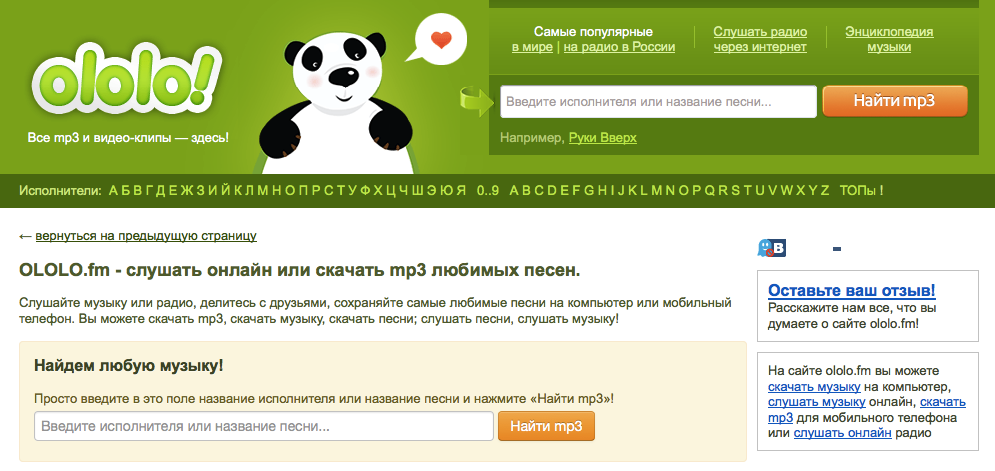 ololo!
Все mp3 и видео-клипы — здесь!
Самые популярные
в мире | на радио в России
Слушать радио
через интернет
Энциклопедия
музыки
Введите исполнителя или название песни...
Найти mp3
Например, Руки Вверх
Исполнители: А Б В Г Д Е Ж З И Й К Л М Н О П Р С Т У Ф Х Ц Ч Ш Э Ю Я 0..9 A B C D E F G H I J K L M N O P Q R S T U V W X Y Z ТОПы !
← вернуться на предыдущую страницу
OLOLO.fm - слушать онлайн или скачать mp3 любимых песен.
Слушайте музыку или радио, делитесь с друзьями, сохраняйте самые любимые песни на компьютер или мобильный
телефон. Вы можете скачать mp3, скачать музыку, скачать песни; слушать песни, слушать музыку!
Найдем любую музыку!
Просто введите в это поле название исполнителя или название песни и нажмите «Найти mp3»!
Введите исполнителя или название песни...
Найти mp3
В
-
Оставьте ваш отзыв!
Расскажите нам все, что вы
думаете о сайте ololo.fm!
На сайте ololo.fm вы можете
скачать музыку на компьютер,
слушать музыку онлайн, скачать
mp3 для мобильного телефона
или слушать онлайн радио